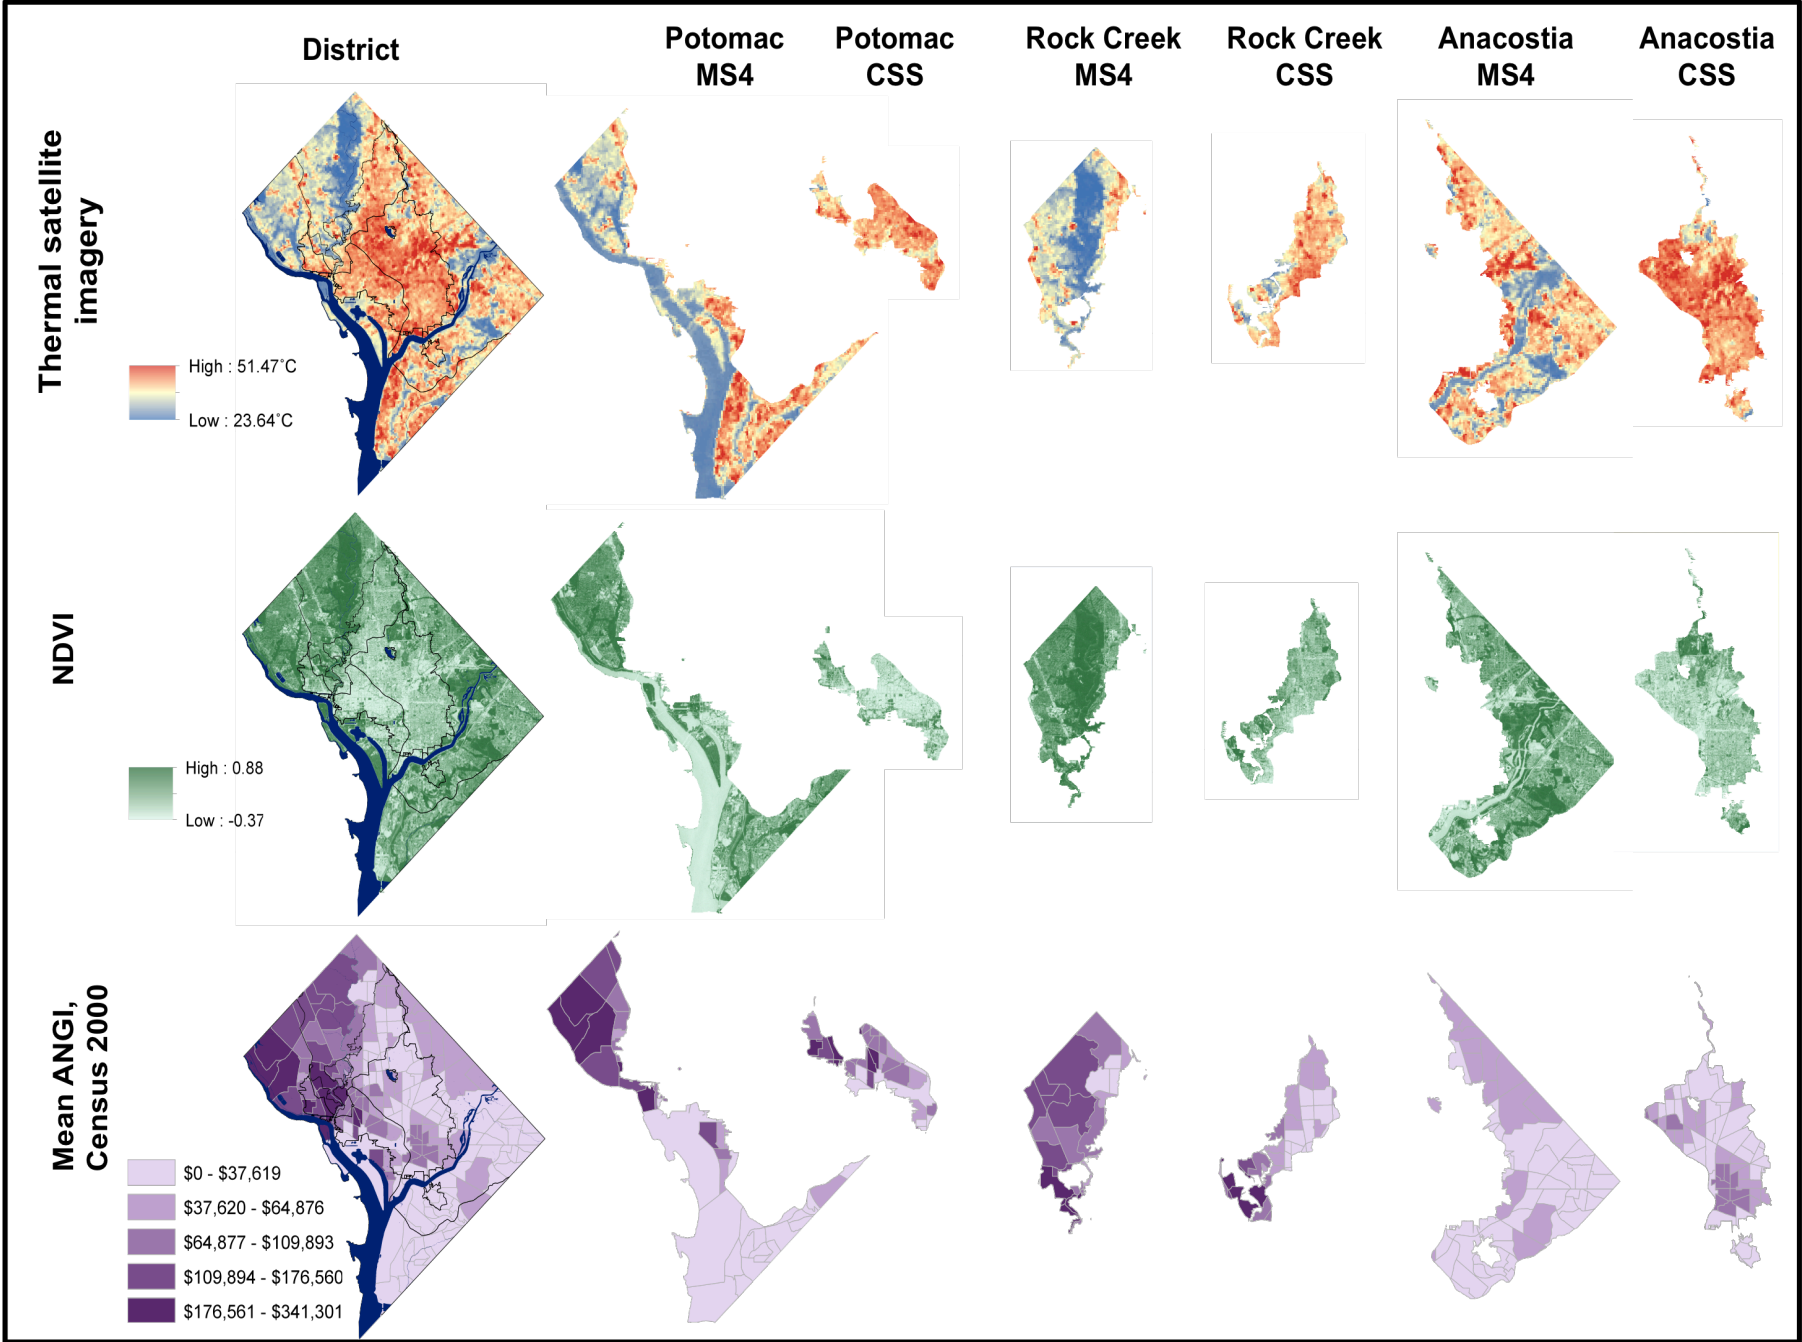 District
Potomac
MS4
Potomac
CSS
Rock Creek
MS4
Rock Creek
CSS
Anacostia
MS4
Anacostia
CSS
Thermal satellite
imagery
High : 51.47˚C
Low : 23.64˚C
NDVI
High : 0.88
Low : -0.37
Mean ANGI,
Census 2000
$0 - $37,619
$37,620 - $64,876
$64,877 - $109,893
$109,894 - $176,560
$176,561 - $341,301